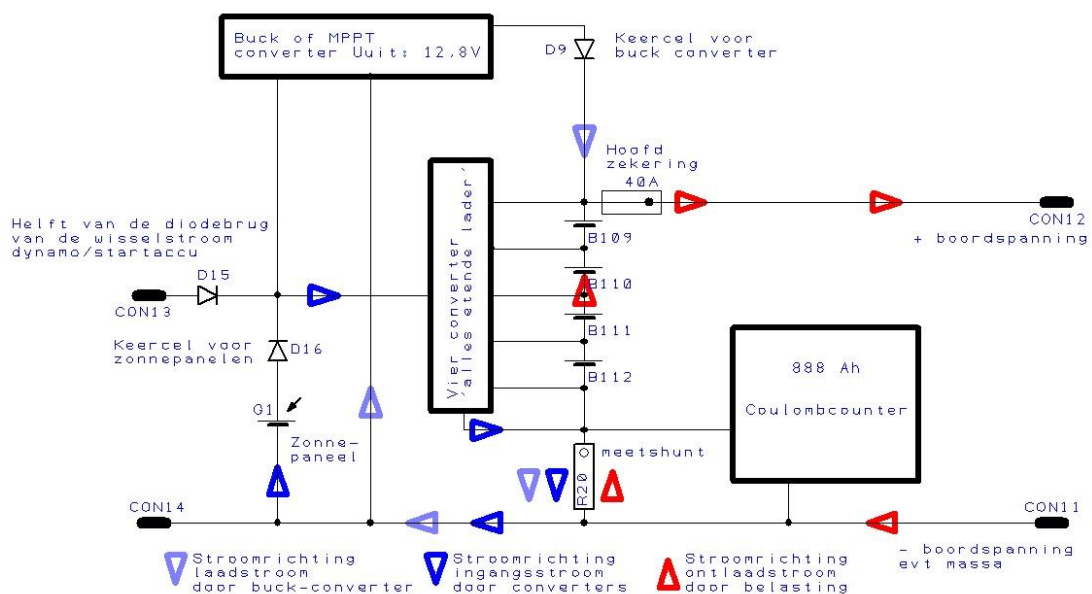 Buck of MPPT
converter Uuit: 12,8V
D9
Keercel voor
buck converter
Hoofd
zekering
40A
Helft van de diodebrug
van de wisselstroom
dynamo/startaccu
D15
CON13
Vier converter
'alles etende lader'
B109
B110
B111
B112
CON12
+ boordspanning
Keercel voor
zonnepanelen
D16
G1
Zonne-
paneel
888 Ah
Coulombcounter
meetshunt
R20
CON14
CON11
- boordspanning
evt massa
Stroomrichting
laadstroom
door buck-converter
Stroomrichting
ingangsstroom
door converters
Stroomrichting
ontlaadstroom
door belasting